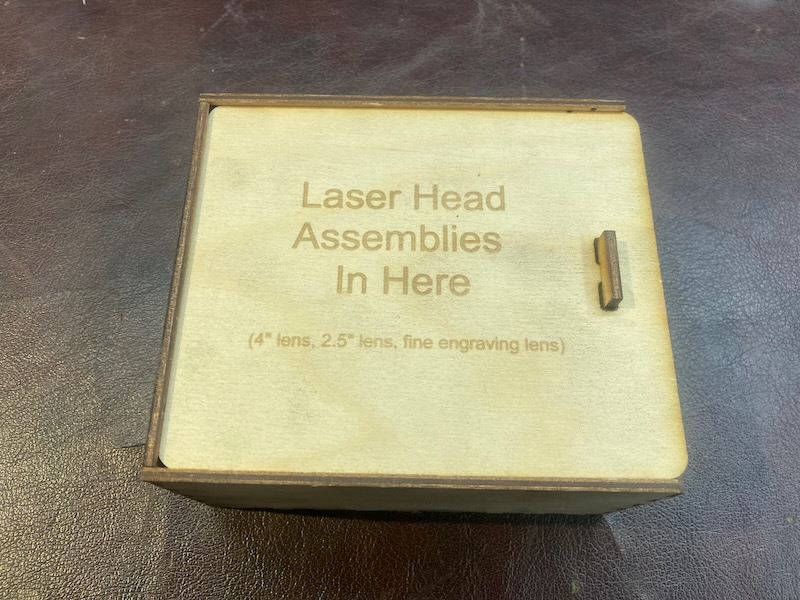 Laser Head
Assemblies
In Here
(4" lens, 2.5" lens, fine engraving lens)